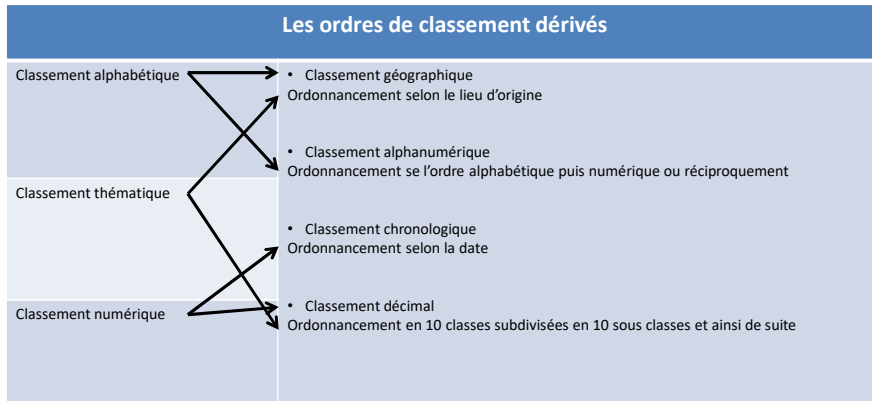 Les ordres de classement dérivés
Classement alphabétique
• Classement géographique
Ordonnancement selon le lieu d’origine
• Classement alphanumérique
Ordonnancement se l’ordre alphabétique puis numérique ou réciproquement
Classement thématique
• Classement chronologique
Ordonnancement selon la date
Classement numérique
• Classement décimal
Ordonnancement en 10 classes subdivisées en 10 sous classes et ainsi de suite